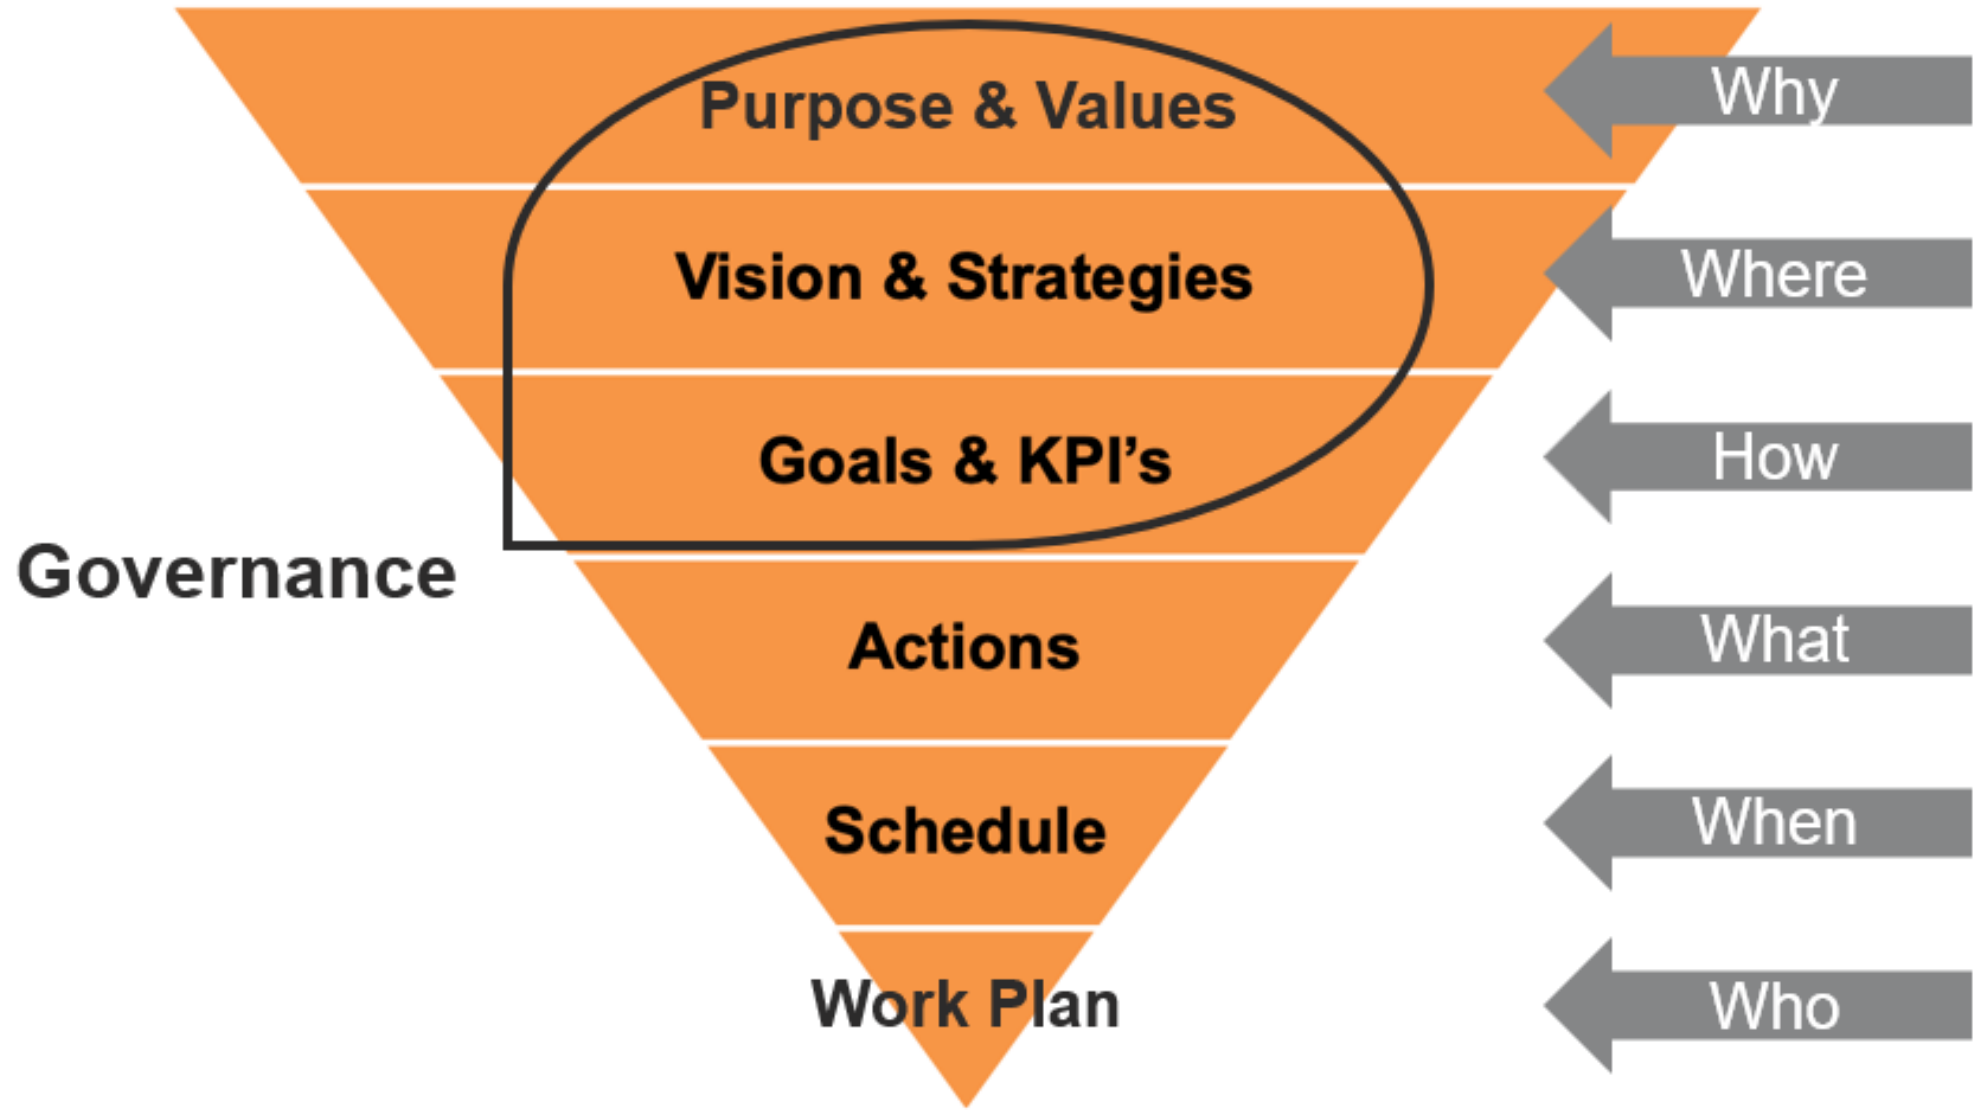 Purpose & Values
Why
Vision & Strategies
Where
Goals & KPI’s
How
Governance
Actions
What
Schedule
When
Work Plan
Who